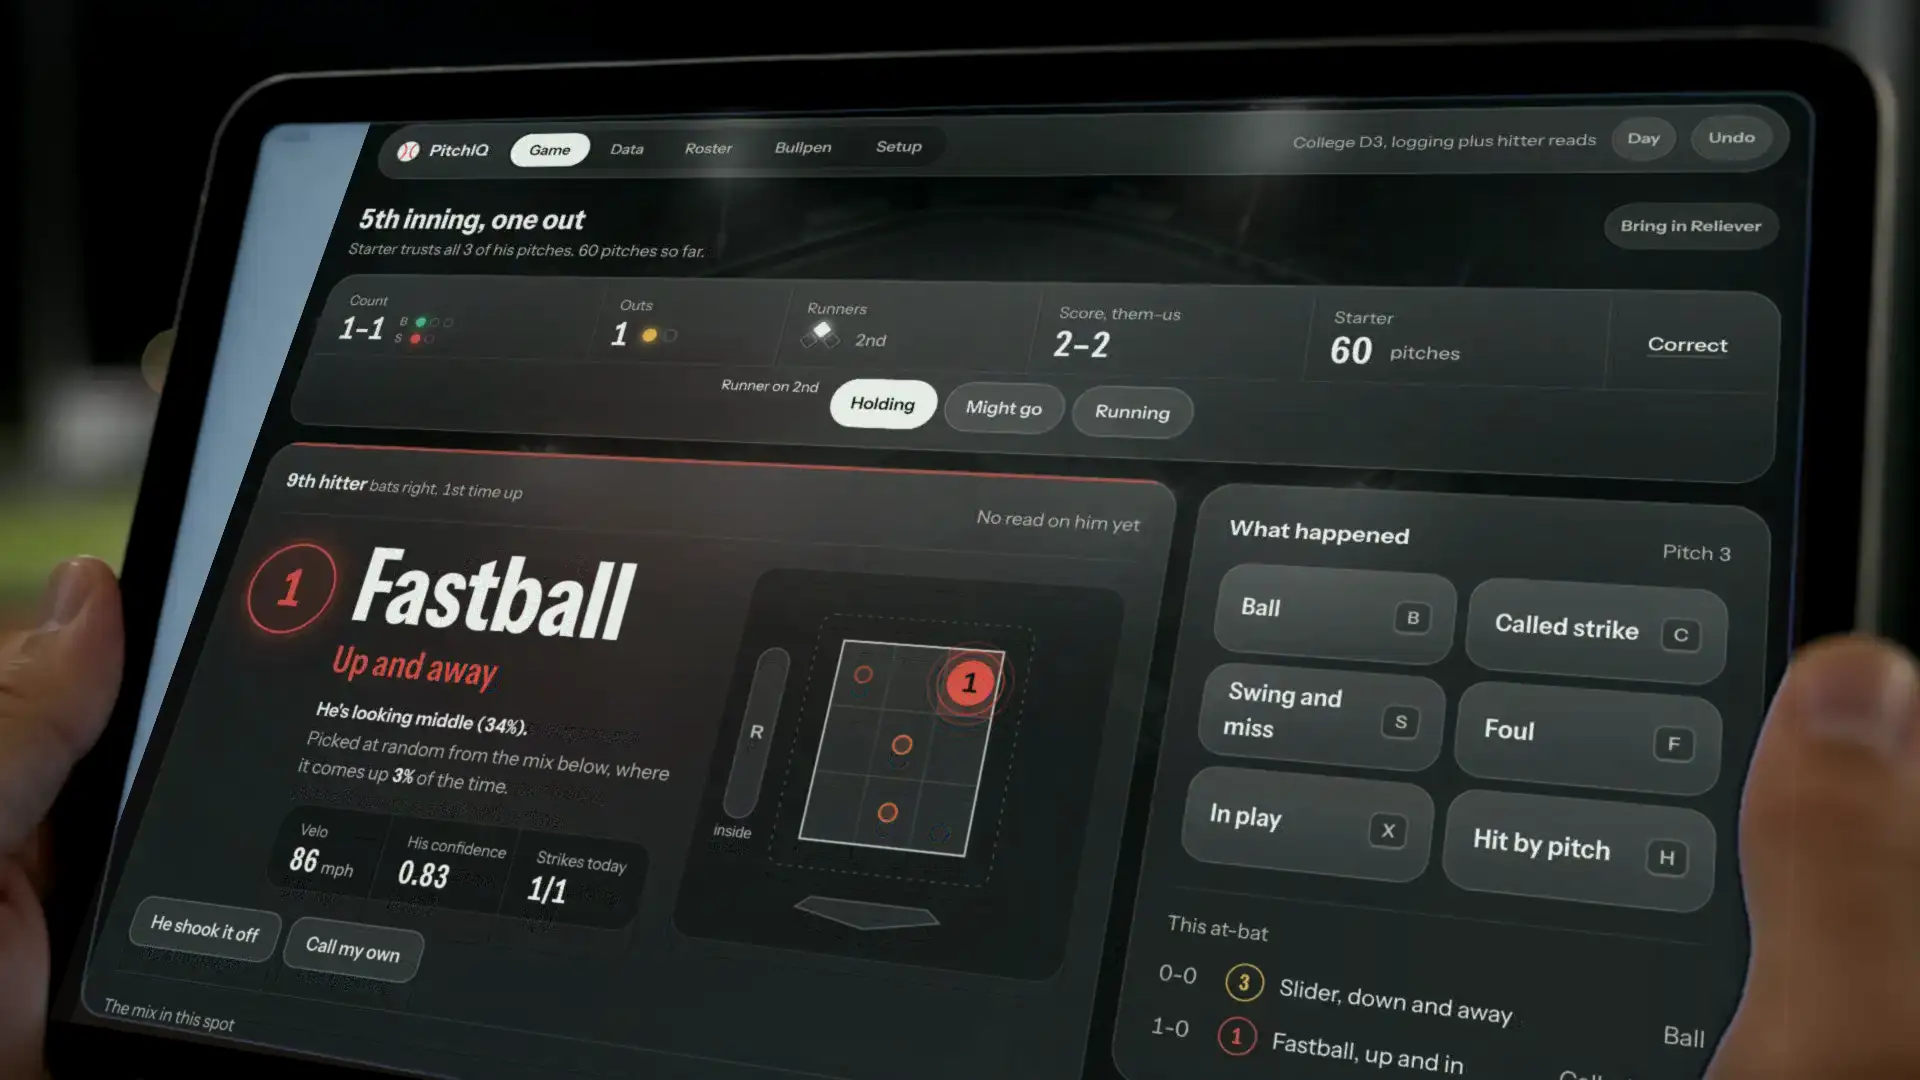 PitchIQ
Game
Data
Roster
Bullpen
Setup
College D3, logging plus hitter reads
Day
Undo
5th inning, one out
Starter trusts all 3 of his pitches. 60 pitches so far.
Bring in Reliever
Count
1-1
B
S
Outs
1
Runners
2nd
Score, them-us
2-2
Starter
60 pitches
Correct
Runner on 2nd
Holding
Might go
Running
9th hitter bats right, 1st time up
No read on him yet
1
Fastball
Up and away
He's looking middle (34%).
Picked at random from the mix below, where
it comes up 3% of the time.
Velo
86 mph
His confidence
0.83
Strikes today
1/1
He shook it off
Call my own
The mix in this spot
R
inside
1
What happened
Pitch 3
Ball
B
Called strike
C
Swing and
miss
S
Foul
F
In play
X
Hit by pitch
H
This at-bat
0-0
3
Slider, down and away
Ball
1-0
1
Fastball, up and in